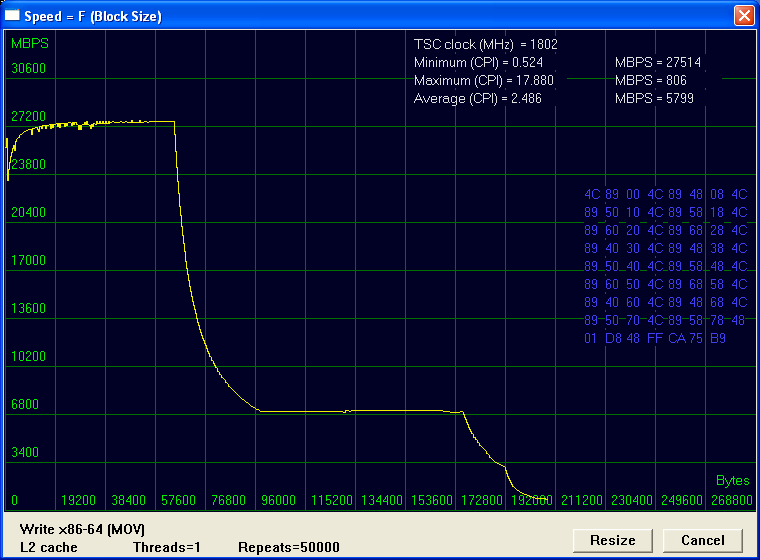 Speed = F (Block Size)
MBPS
TSC clock (MHz) = 1802
Minimum (CPI) = 0.524 MBPS = 27514
Maximum (CPI) = 17.880 MBPS = 806
Average (CPI) = 2.486 MBPS = 5799
30600
27200
23800
20400
17000
13600
10200
6800
3400
4C 89 00 4C 89 48 08 4C
89 50 10 4C 89 58 18 4C
89 60 20 4C 89 68 28 4C
89 40 30 4C 89 48 38 4C
89 50 40 4C 89 58 48 4C
89 60 50 4C 89 68 58 4C
89 40 60 4C 89 48 68 4C
89 50 70 4C 89 58 78 48
01 D8 48 FF CA 75 B9
Bytes
0 19200 38400 57600 76800 96000 115200 134400 153600 172800 192000 211200 230400 249600 268800
Write x86-64 (MOV)
L2 cache Threads=1 Repeats=50000
Resize Cancel